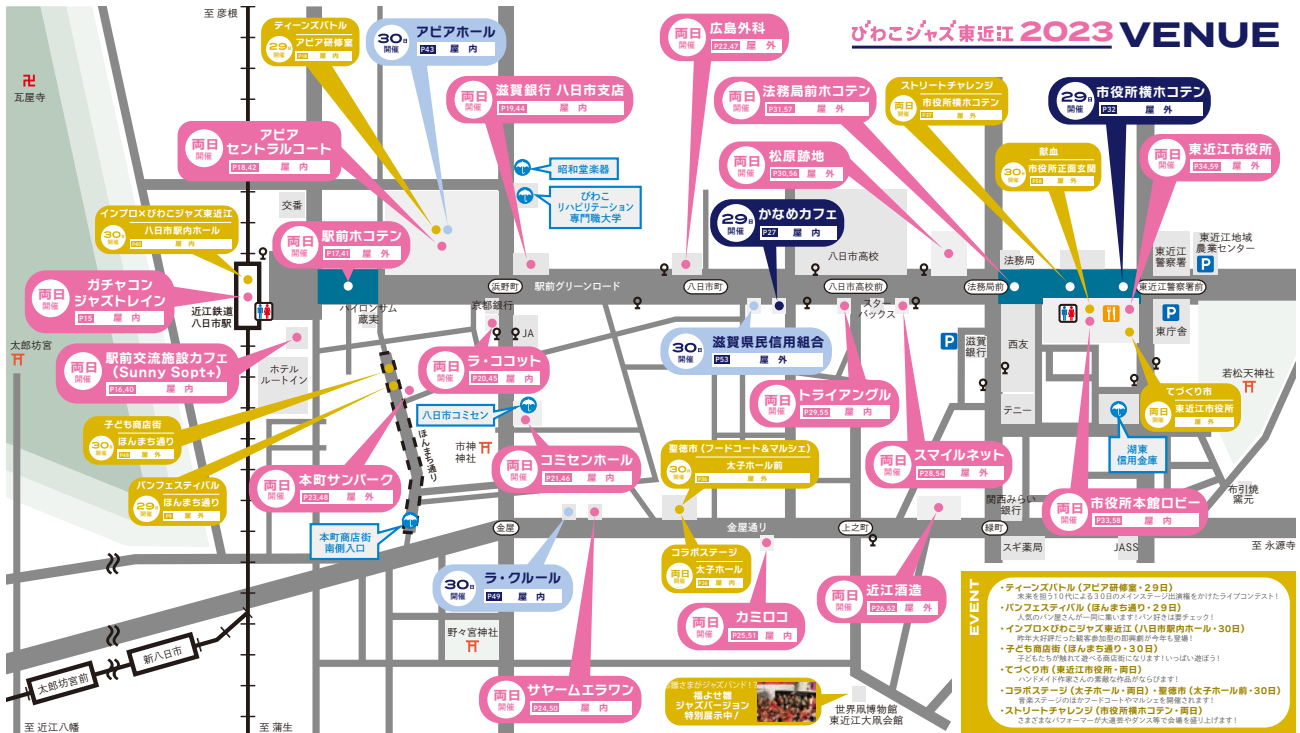 びわこジャズ東近江 2023 VENUE
至 彦根
卍
瓦屋寺
ティーンズバトル
29日 開催
アピア研修室
屋 内
30日 開催
アピアホール
P43 屋 内
両日 開催
滋賀銀行 八日市支店
P19,44 屋 内
両日 開催
広島外科
P22,47 屋 外
両日 開催
法務局前ホコテン
P31,57 屋 外
ストリートチャレンジ
両日 開催
市役所横ホコテン
屋 外
29日 開催
市役所横ホコテン
P32 屋 外
両日 開催
アピア
セントラルコート
P18,42 屋 内
昭和堂楽器
びわこ
リハビリテーション
専門職大学
両日 開催
松原跡地
P30,56 屋 外
献血
30日 開催
市役所正面玄関
屋 外
両日 開催
東近江市役所
P34,59 屋 外
交番
インプロ×びわこジャズ東近江
30日 開催
八日市駅内ホール
屋 内
両日 開催
駅前ホコテン
P17,41 屋 外
29日 開催
かなめカフェ
P27 屋 内
八日市高校
法務局
東近江
警察署
東近江地域
農業センター
P
両日 開催
ガチャコン
ジャズトレイン
P15 屋 内
近江鉄道
八日市駅
浜野町
駅前グリーンロード
八日市町
八日市高校前
法務局前
東近江警察署前
バイロンサム
蔵実
京都銀行
JA
スター
バックス
P
滋賀
銀行
西友
P
東庁舎
太郎坊宮
両日 開催
駅前交流施設カフェ
(Sunny Sopt+)
P16,40 屋 内
ホテル
ルートイン
両日 開催
ラ・ココット
P20,45 屋 内
30日 開催
滋賀県民信用組合
P53 屋 外
両日 開催
トライアングル
P29,55 屋 内
テニー
若松天神社
てづくり市
両日 開催
東近江市役所
屋 外
子ども商店街
30日 開催
ほんまち通り
屋 外
八日市コミセン
ほんまち通り
市神
神社
両日 開催
コミセンホール
P21,46 屋 内
聖徳市(フードコート&マルシェ)
30日 開催
太子ホール前
屋 外
両日 開催
スマイルネット
P28,54 屋 外
湖東
信用金庫
パンフェスティバル
29日 開催
ほんまち通り
屋 外
両日 開催
本町サンパーク
P23,48 屋 外
関西みらい
銀行
両日 開催
市役所本館ロビー
P33,58 屋 内
布引焼
窯元
本町商店街
南側入口
金屋
金屋通り
上之町
緑町
スギ薬局
JASS
至 永源寺
30日 開催
ラ・クルール
P49 屋 内
コラボステージ
両日 開催
太子ホール
屋 内
両日 開催
カミロコ
P25,51 屋 内
両日 開催
近江酒造
P26,52 屋 外
野々宮神社
新八日市
太郎坊宮前
両日 開催
サヤームエラワン
P24,50 屋 内
お雛さまがジャズバンド!?
福よせ雛
ジャズバージョン
特別展示中!
世界凧博物館
東近江大凧会館
至 近江八幡
至 蒲生
EVENT
・ティーンズバトル(アピア研修室・29日)
未来を担う10代による30日のメインステージ出演権をかけたライブコンテスト!
・パンフェスティバル(ほんまち通り・29日)
人気のパン屋さんが一同に集います!パン好きは要チェック!
・インプロ×びわこジャズ東近江(八日市駅内ホール・30日)
昨年大好評だった観客参加型の即興劇が今年も登場!
・子ども商店街(ほんまち通り・30日)
子どもたちが触れて遊べる商店街になります!いっぱい遊ぼう!
・てづくり市(東近江市役所・両日)
ハンドメイド作家さんの素敵な作品がならびます!
・コラボステージ(太子ホール・両日)・聖徳市(太子ホール前・30日)
音楽ステージのほかフードコートやマルシェを開催されます!
・ストリートチャレンジ(市役所横ホコテン・両日)
さまざまなパフォーマーが大道芸やダンス等で会場を盛り上げます!